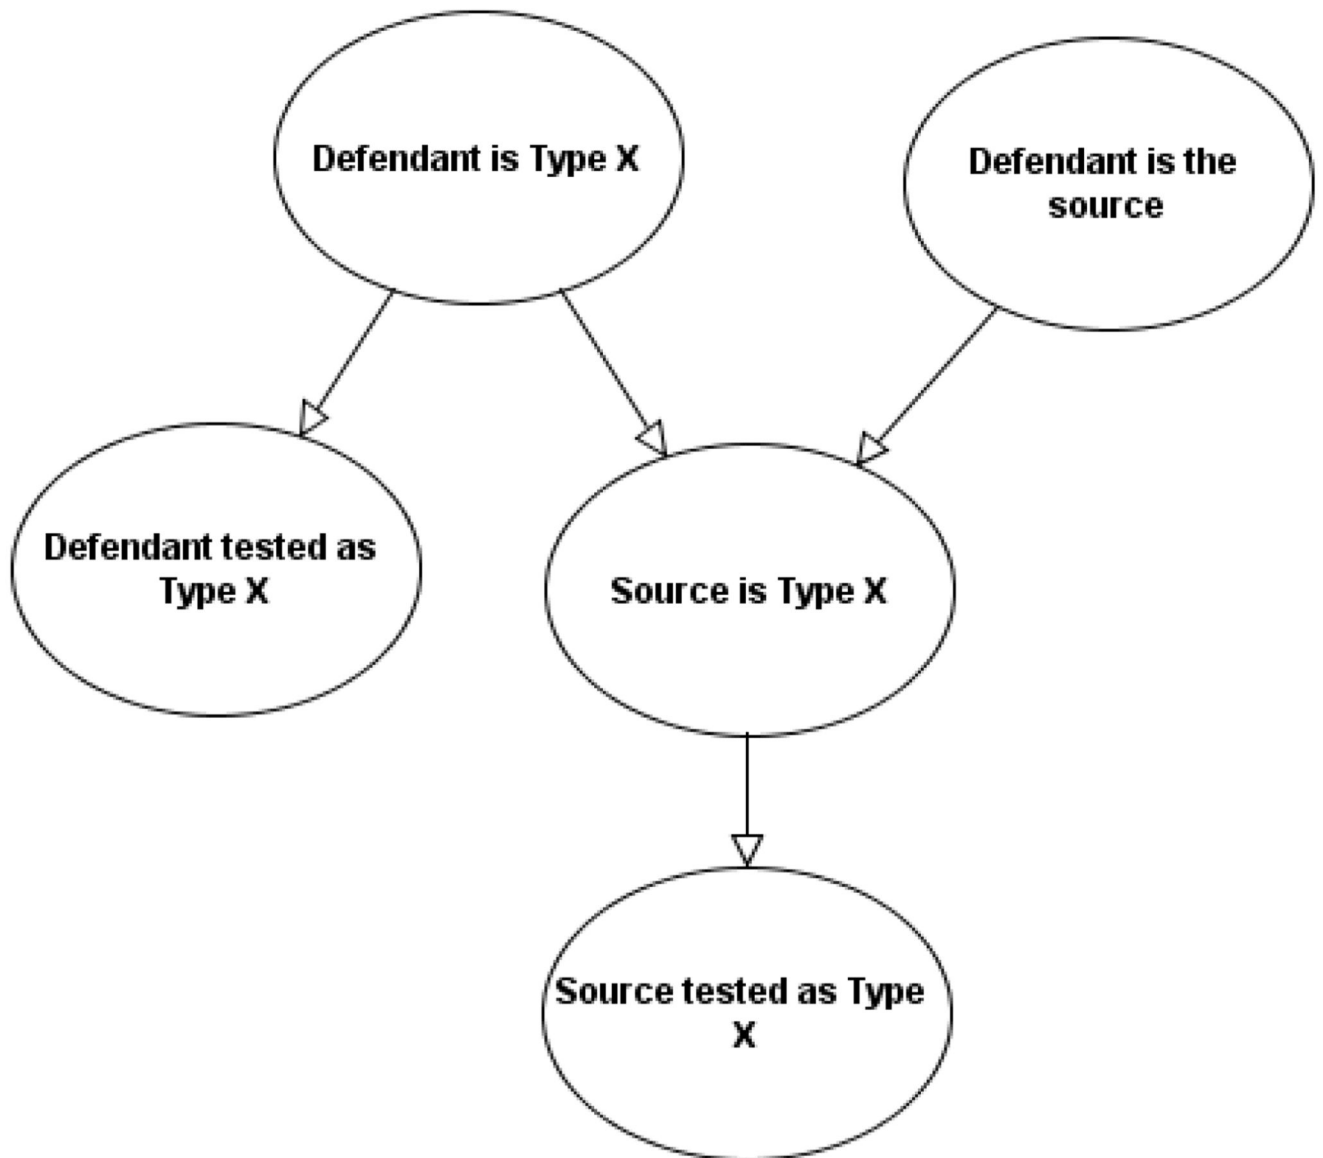 Defendant is Type X
Defendant is the
source
Defendant tested as
Type X
Source is Type X
Source tested as Type
X